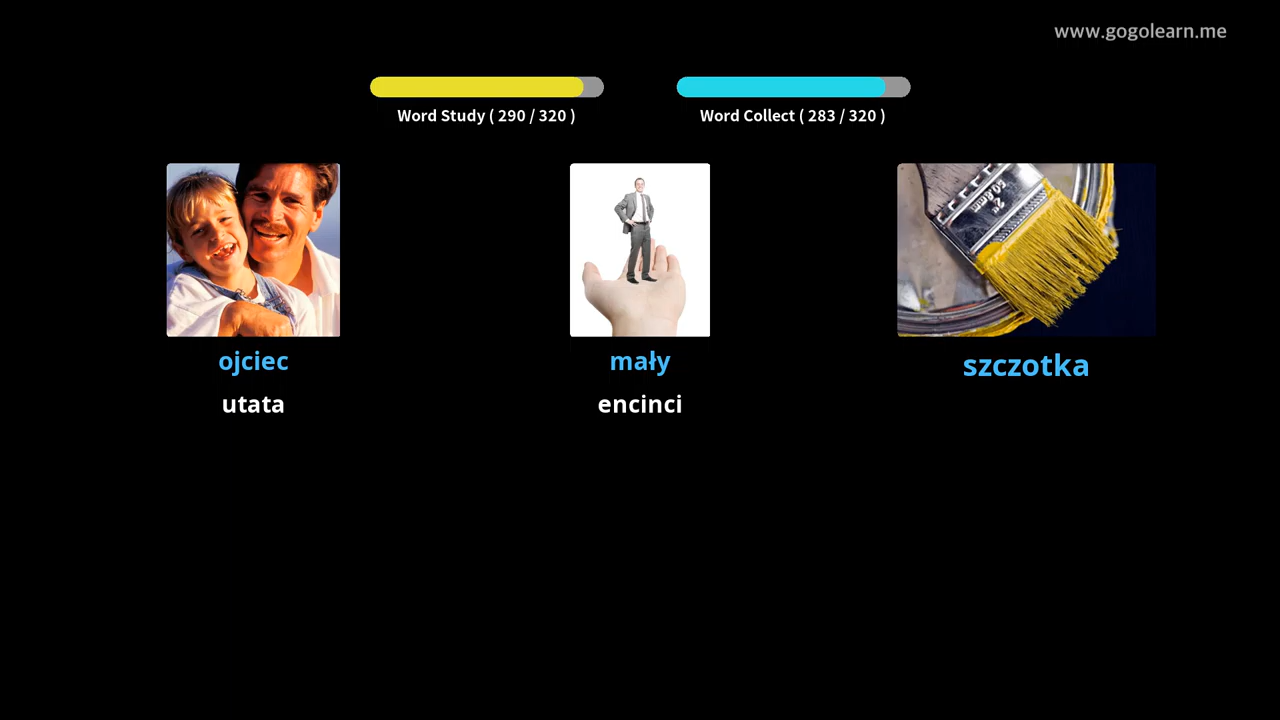 www.gogolearn.me
Word Study ( 290 / 320 )
Word Collect ( 283 / 320 )
ojciec
mały
szczotka
utata
encinci